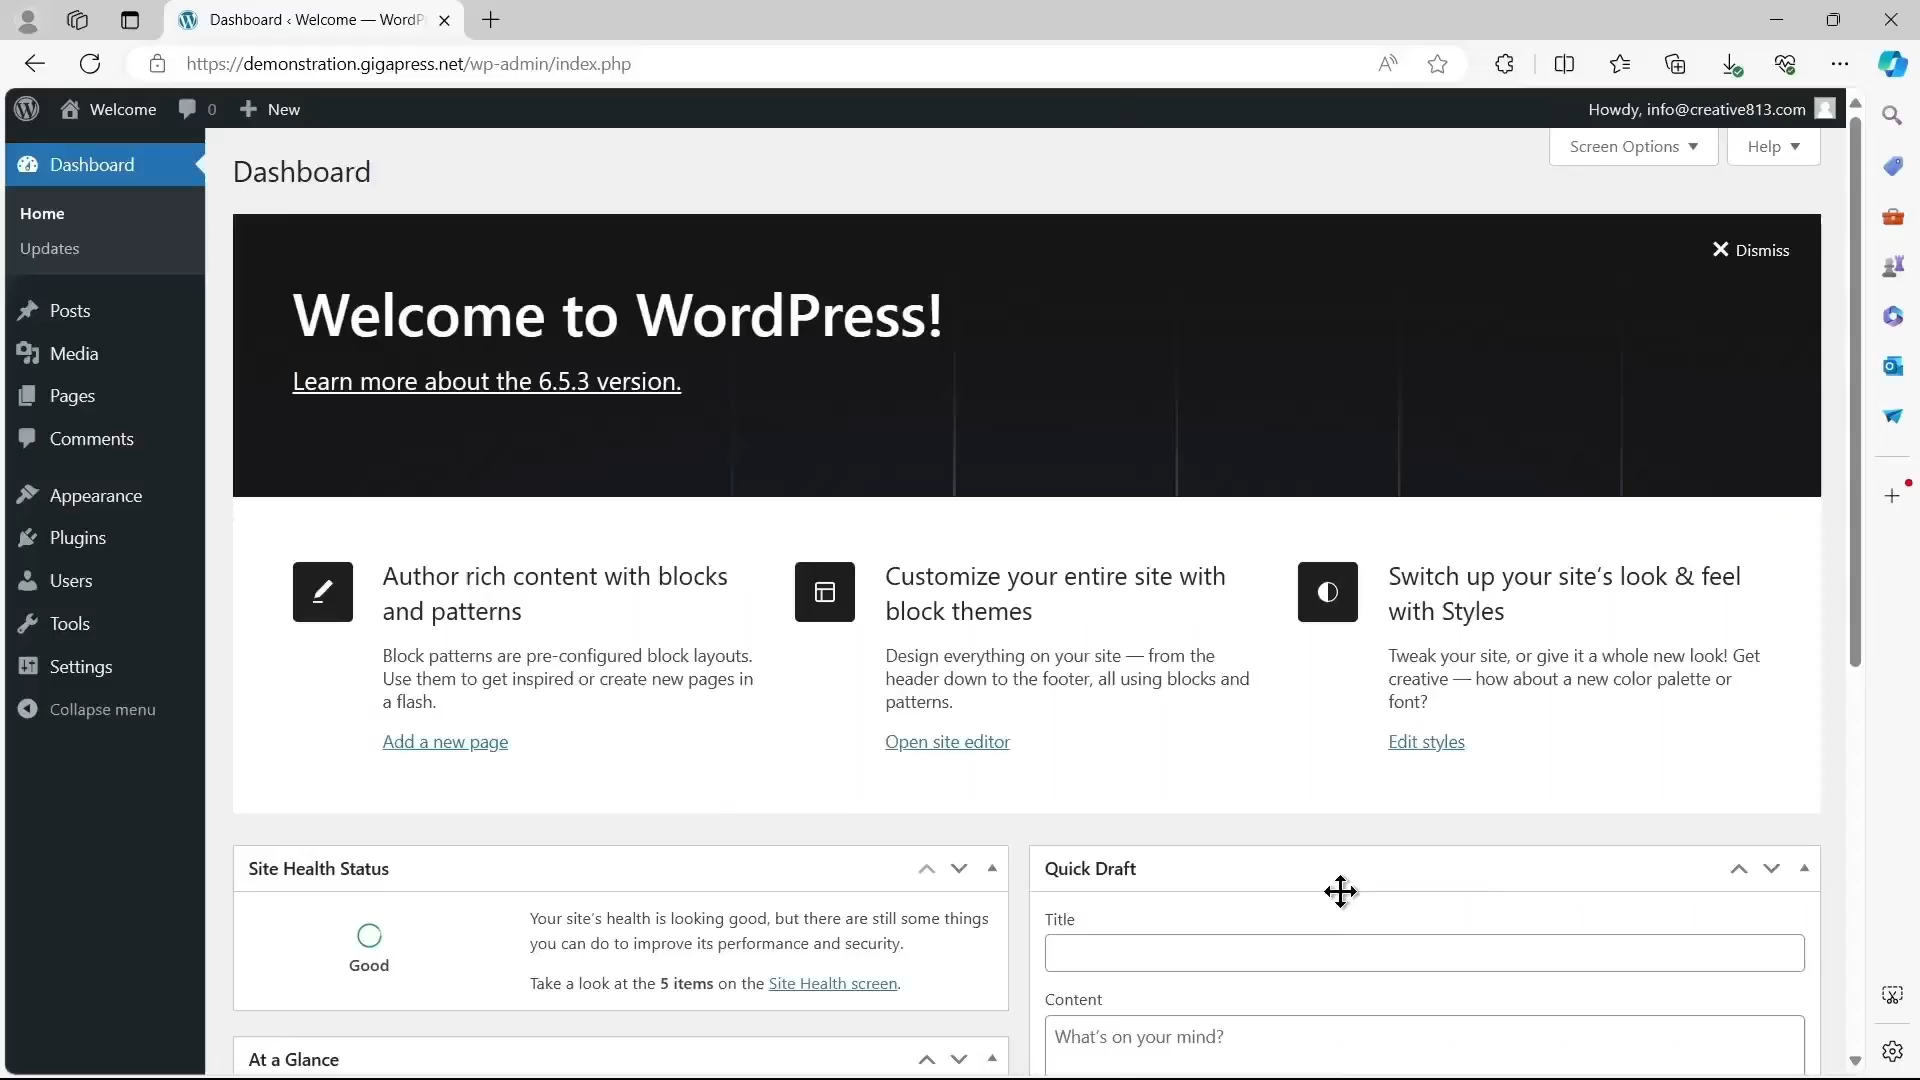 Dashboard ‹ Welcome — WordP
https://demonstration.gigapress.net/wp-admin/index.php
Welcome
0
New
Howdy, info@creative813.com
Dashboard
Home
Updates
Posts
Media
Pages
Comments
Appearance
Plugins
Users
Tools
Settings
Collapse menu
Screen Options
Help
Dashboard
Dismiss
Welcome to WordPress!
Learn more about the 6.5.3 version.
Author rich content with blocks
and patterns
Block patterns are pre-configured block layouts.
Use them to get inspired or create new pages in
a flash.
Add a new page
Customize your entire site with
block themes
Design everything on your site — from the
header down to the footer, all using blocks and
patterns.
Open site editor
Switch up your site’s look & feel
with Styles
Tweak your site, or give it a whole new look! Get
creative — how about a new color palette or
font?
Edit styles
Site Health Status
Good
Your site’s health is looking good, but there are still some things
you can do to improve its performance and security.
Take a look at the 5 items on the Site Health screen.
At a Glance
Quick Draft
Title
Content
What’s on your mind?